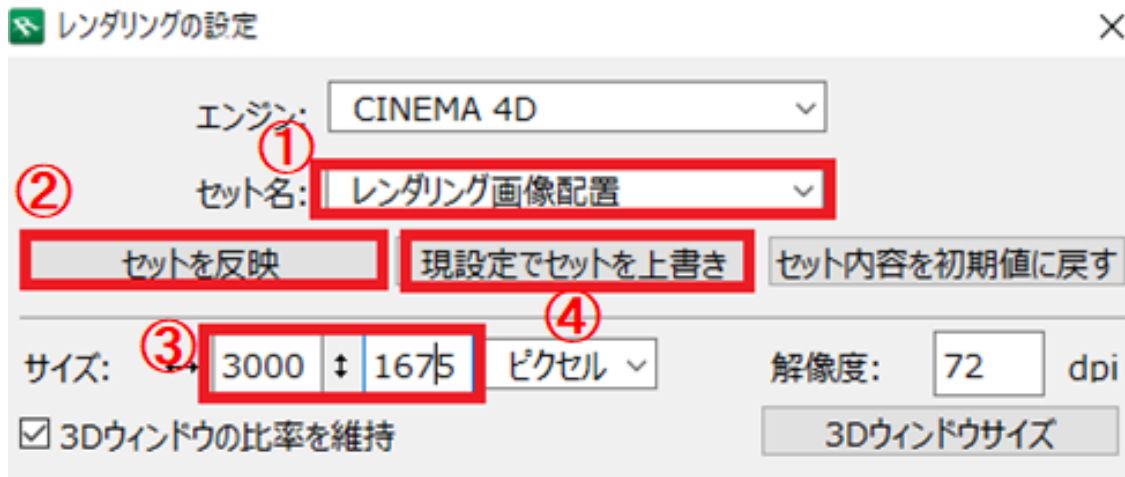 レンダリングの設定
エンジン: CINEMA 4D
①
② セット名: レンダリング画像配置
セットを反映 現設定でセットを上書き セット内容を初期値に戻す
④
サイズ: ③ ↔ 3000 ↕ 1675 ピクセル 解像度: 72 dpi
3Dウィンドウの比率を維持 3Dウィンドウサイズ